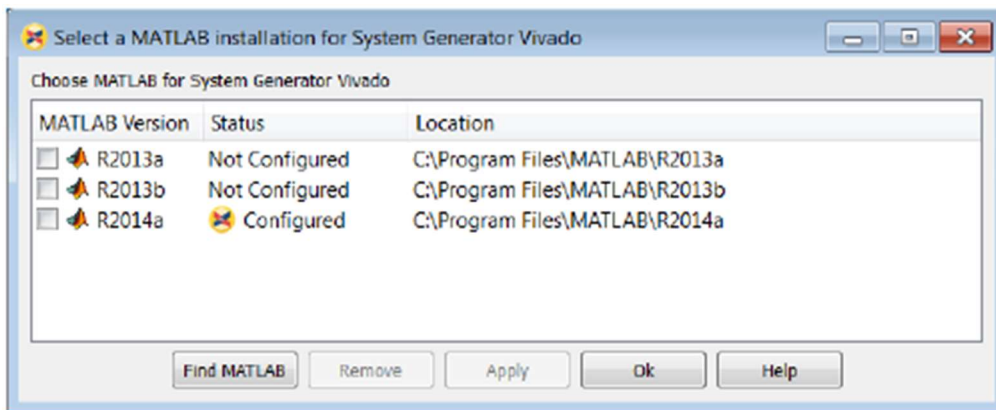 Select a MATLAB installation for System Generator Vivado
Choose MATLAB for System Generator Vivado
MATLAB Version Status Location
R2013a Not Configured C:\Program Files\MATLAB\R2013a
R2013b Not Configured C:\Program Files\MATLAB\R2013b
R2014a Configured C:\Program Files\MATLAB\R2014a
Find MATLAB Remove Apply Ok Help